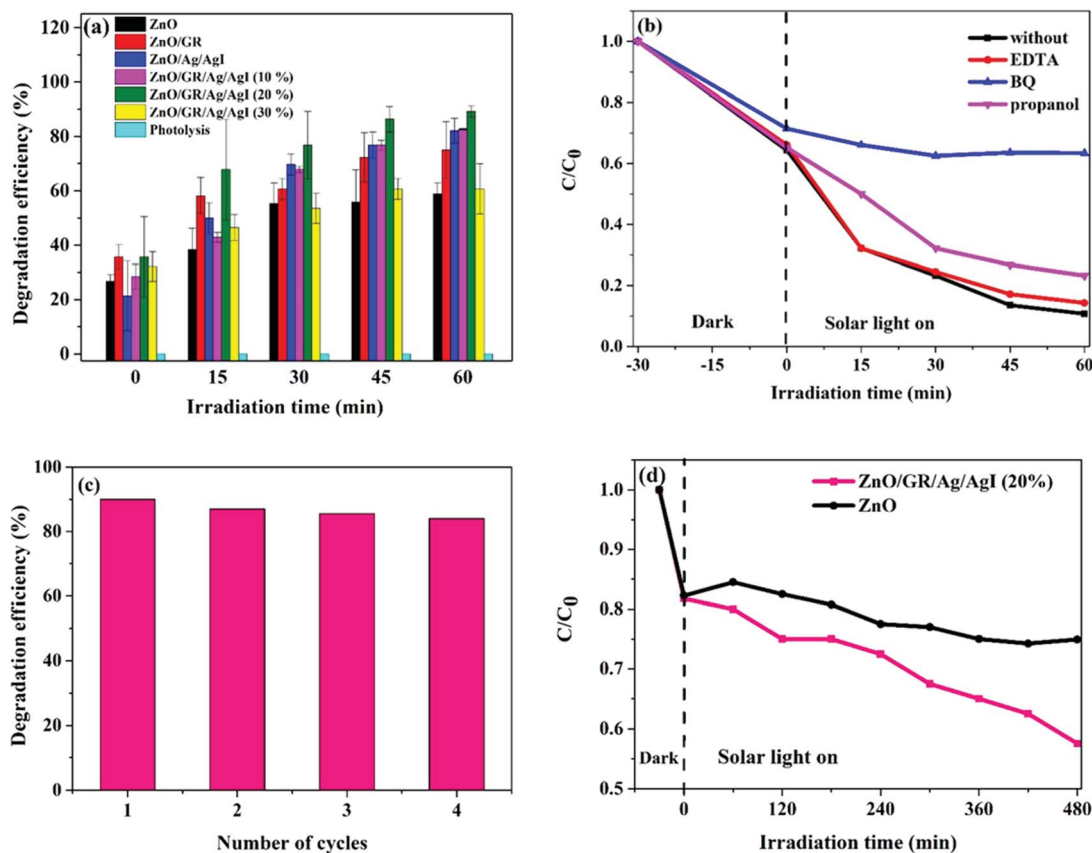 (a)
ZnO
ZnO/GR
ZnO/Ag/AgI
ZnO/GR/Ag/AgI (10 %)
ZnO/GR/Ag/AgI (20 %)
ZnO/GR/Ag/AgI (30 %)
Photolysis
Degradation efficiency (%)
120
100
80
60
40
20
0
0 15 30 45 60
Irradiation time (min)
(b)
without
EDTA
BQ
propanol
C/C0
1.0
0.8
0.6
0.4
0.2
0.0
Dark Solar light on
-30 -15 0 15 30 45 60
Irradiation time (min)
(c)
Degradation efficiency (%)
100
80
60
40
20
0
1 2 3 4
Number of cycles
(d)
ZnO/GR/Ag/AgI (20%)
ZnO
C/C0
1.0
0.9
0.8
0.7
0.6
0.5
Dark Solar light on
0 120 240 360 480
Irradiation time (min)